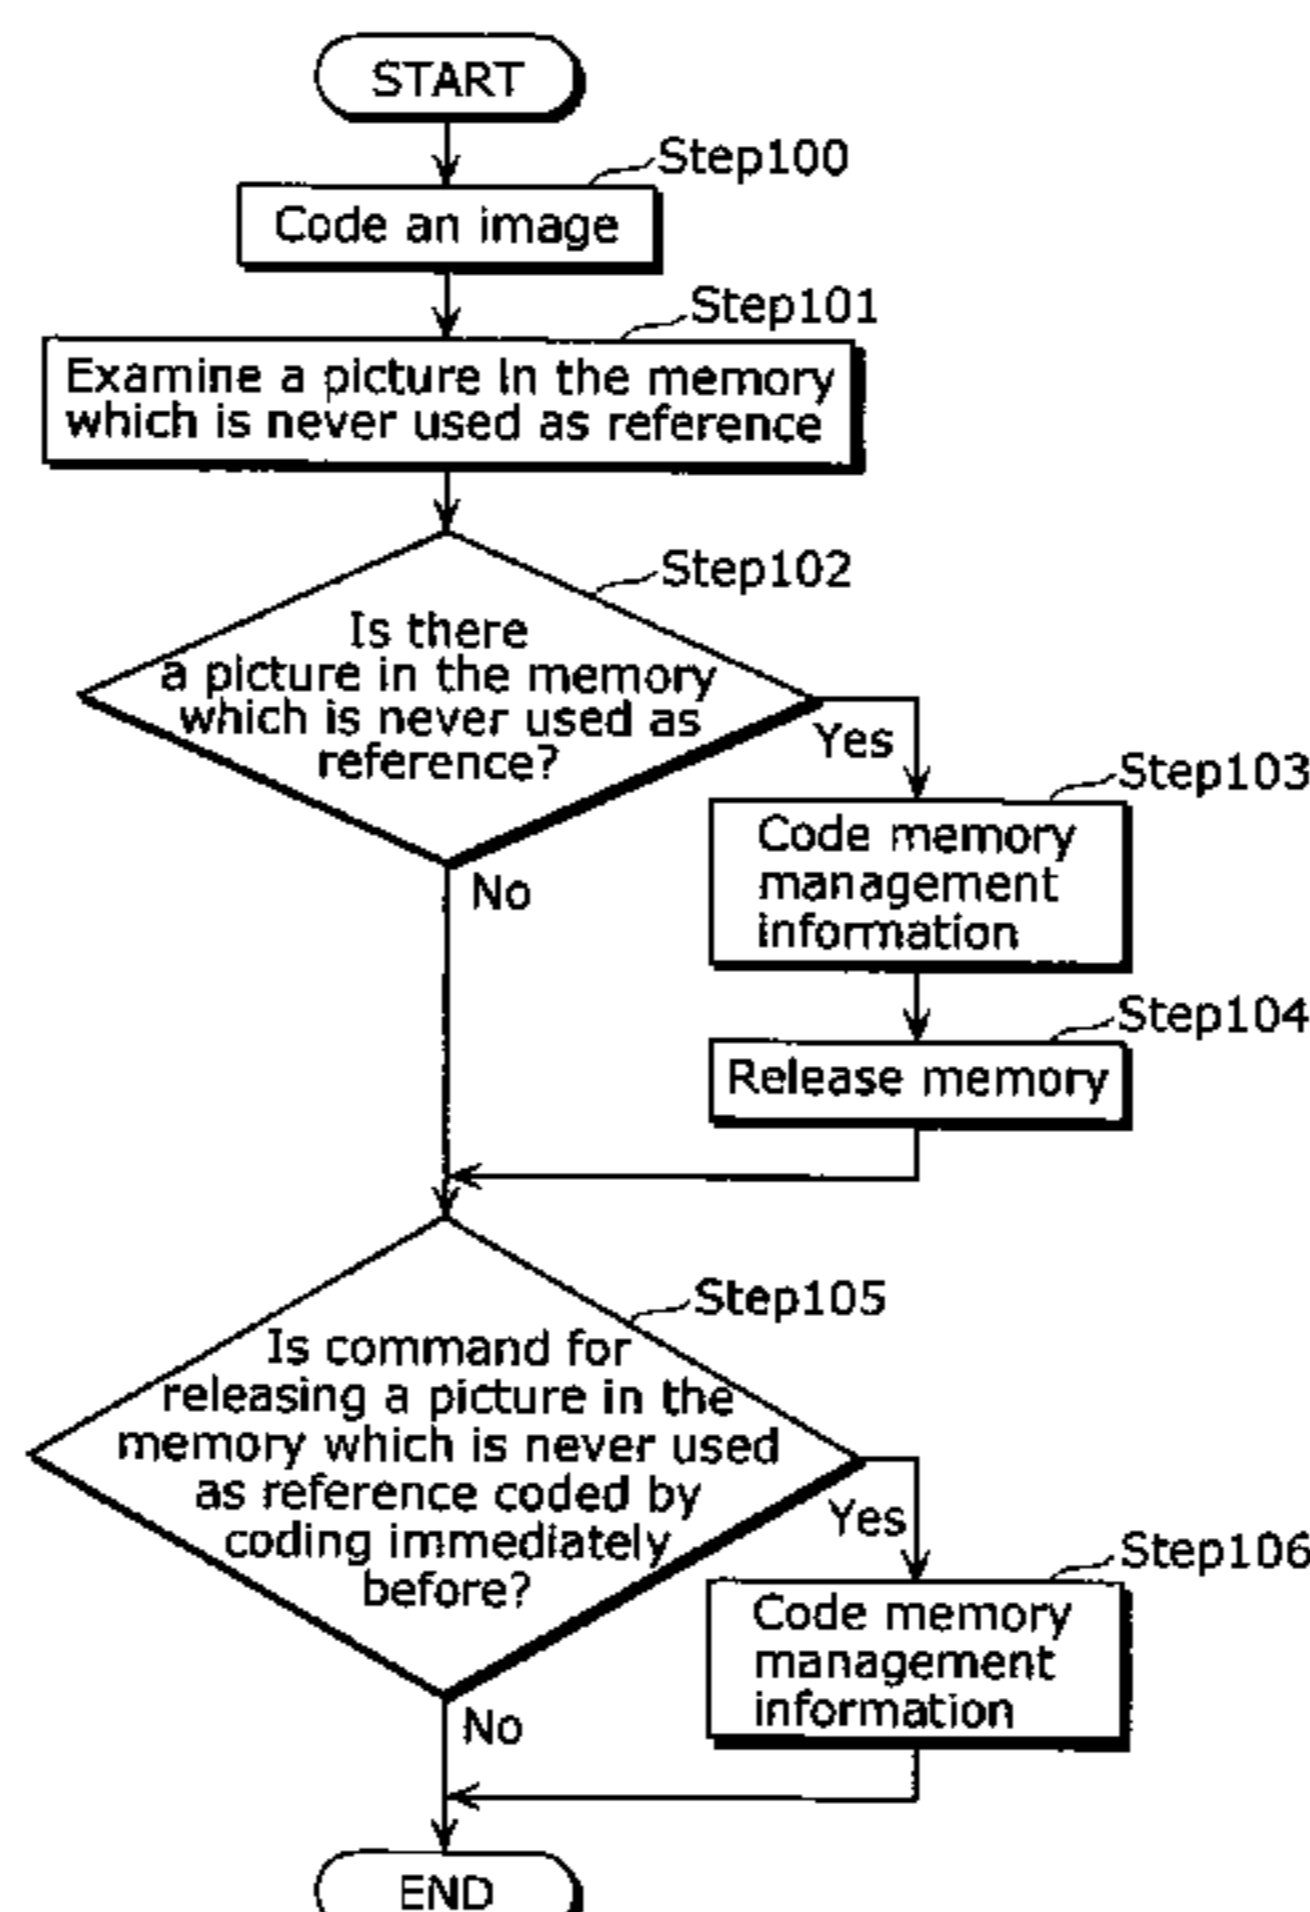 START
Step100
Code an image
Step101
Examine a picture in the memory
which is never used as reference
Step102
Is there
a picture in the memory
which is never used as
reference?
Yes
Step103
Code memory
management
information
No
Step104
Release memory
Step105
Is command for
releasing a picture in the
memory which is never used
as reference coded by
coding immediately
before?
Yes
Step106
Code memory
management
information
No
END